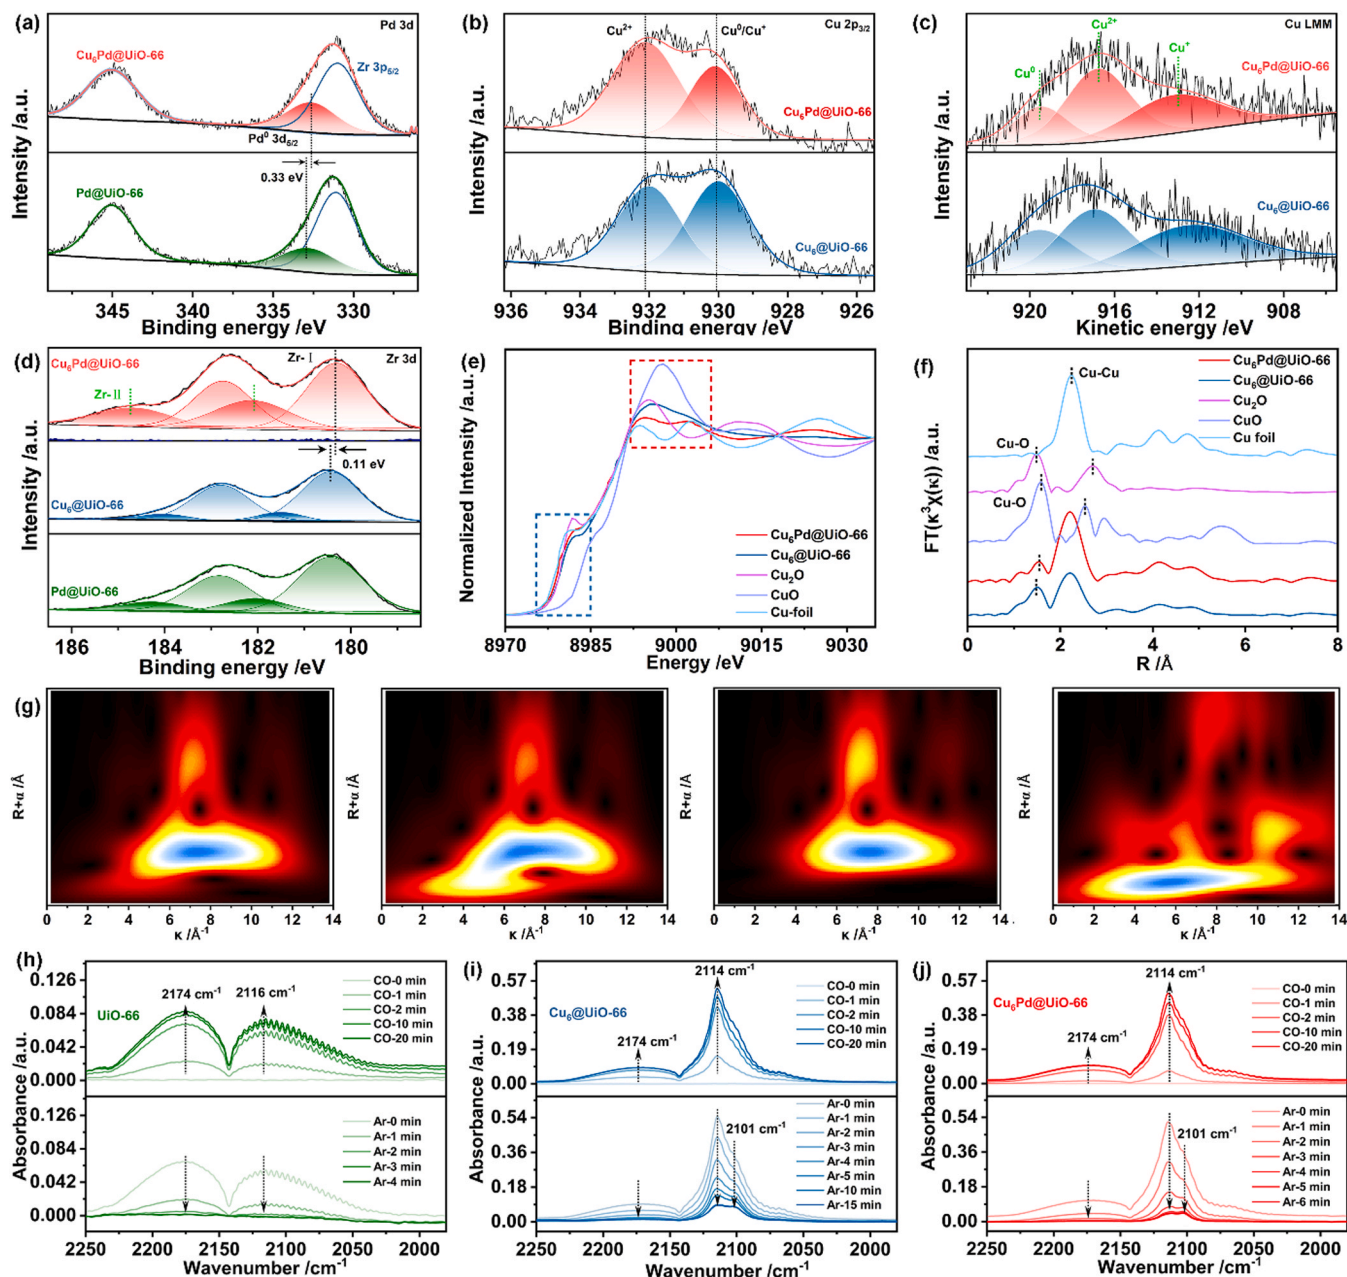 (a)
Pd 3d
Cu6Pd@UiO-66
Zr 3p5/2
Pd0 3d5/2
0.33 eV
Pd@UiO-66
Intensity /a.u.
345 340 335 330
Binding energy /eV
(b)
Cu 2p3/2
Cu2+
Cu0/Cu+
Cu6Pd@UiO-66
Cu6@UiO-66
Intensity /a.u.
936 934 932 930 928 926
Binding energy /eV
(c)
Cu LMM
Cu2+
Cu+
Cu0
Cu6Pd@UiO-66
Cu6@UiO-66
Intensity /a.u.
920 916 912 908
Kinetic energy /eV
(d)
Cu6Pd@UiO-66
Zr-Ⅰ
Zr 3d
Zr-Ⅱ
0.11 eV
Cu6@UiO-66
Pd@UiO-66
Intensity /a.u.
186 184 182 180
Binding energy /eV
(e)
Cu6Pd@UiO-66
Cu6@UiO-66
Cu2O
CuO
Cu-foil
Normalized Intensity /a.u.
8970 8985 9000 9015 9030
Energy /eV
(f)
Cu-Cu
Cu-O
Cu-O
Cu6Pd@UiO-66
Cu6@UiO-66
Cu2O
CuO
Cu foil
FT(κ3χ(κ)) /a.u.
0 1 2 3 4 5 6 7 8
R /Å
(g)
R+α /Å
R+α /Å
R+α /Å
0 2 4 6 8 10 12 14
κ /Å-1
0 2 4 6 8 10 12 14
κ /Å-1
0 2 4 6 8 10 12 14
κ /Å-1
0 2 4 6 8 10 12 14
κ /Å-1
(h)
UiO-66
2174 cm-1
2116 cm-1
CO-0 min
CO-1 min
CO-2 min
CO-10 min
CO-20 min
0.126
0.084
0.042
0.000
Ar-0 min
Ar-1 min
Ar-2 min
Ar-3 min
Ar-4 min
0.126
0.084
0.042
0.000
Absorbance /a.u.
2250 2200 2150 2100 2050 2000
Wavenumber /cm-1
(i)
Cu6@UiO-66
2114 cm-1
2174 cm-1
CO-0 min
CO-1 min
CO-2 min
CO-10 min
CO-20 min
0.57
0.38
0.19
0.00
2101 cm-1
Ar-0 min
Ar-1 min
Ar-2 min
Ar-3 min
Ar-4 min
Ar-5 min
Ar-10 min
Ar-15 min
0.54
0.36
0.18
0.00
Absorbance /a.u.
2250 2200 2150 2100 2050 2000
Wavenumber /cm-1
(j)
Cu6Pd@UiO-66
2114 cm-1
2174 cm-1
CO-0 min
CO-1 min
CO-2 min
CO-10 min
CO-20 min
0.57
0.38
0.19
0.00
2101 cm-1
Ar-0 min
Ar-1 min
Ar-2 min
Ar-3 min
Ar-4 min
Ar-5 min
Ar-6 min
0.54
0.36
0.18
0.00
Absorbance /a.u.
2250 2200 2150 2100 2050 2000
Wavenumber /cm-1